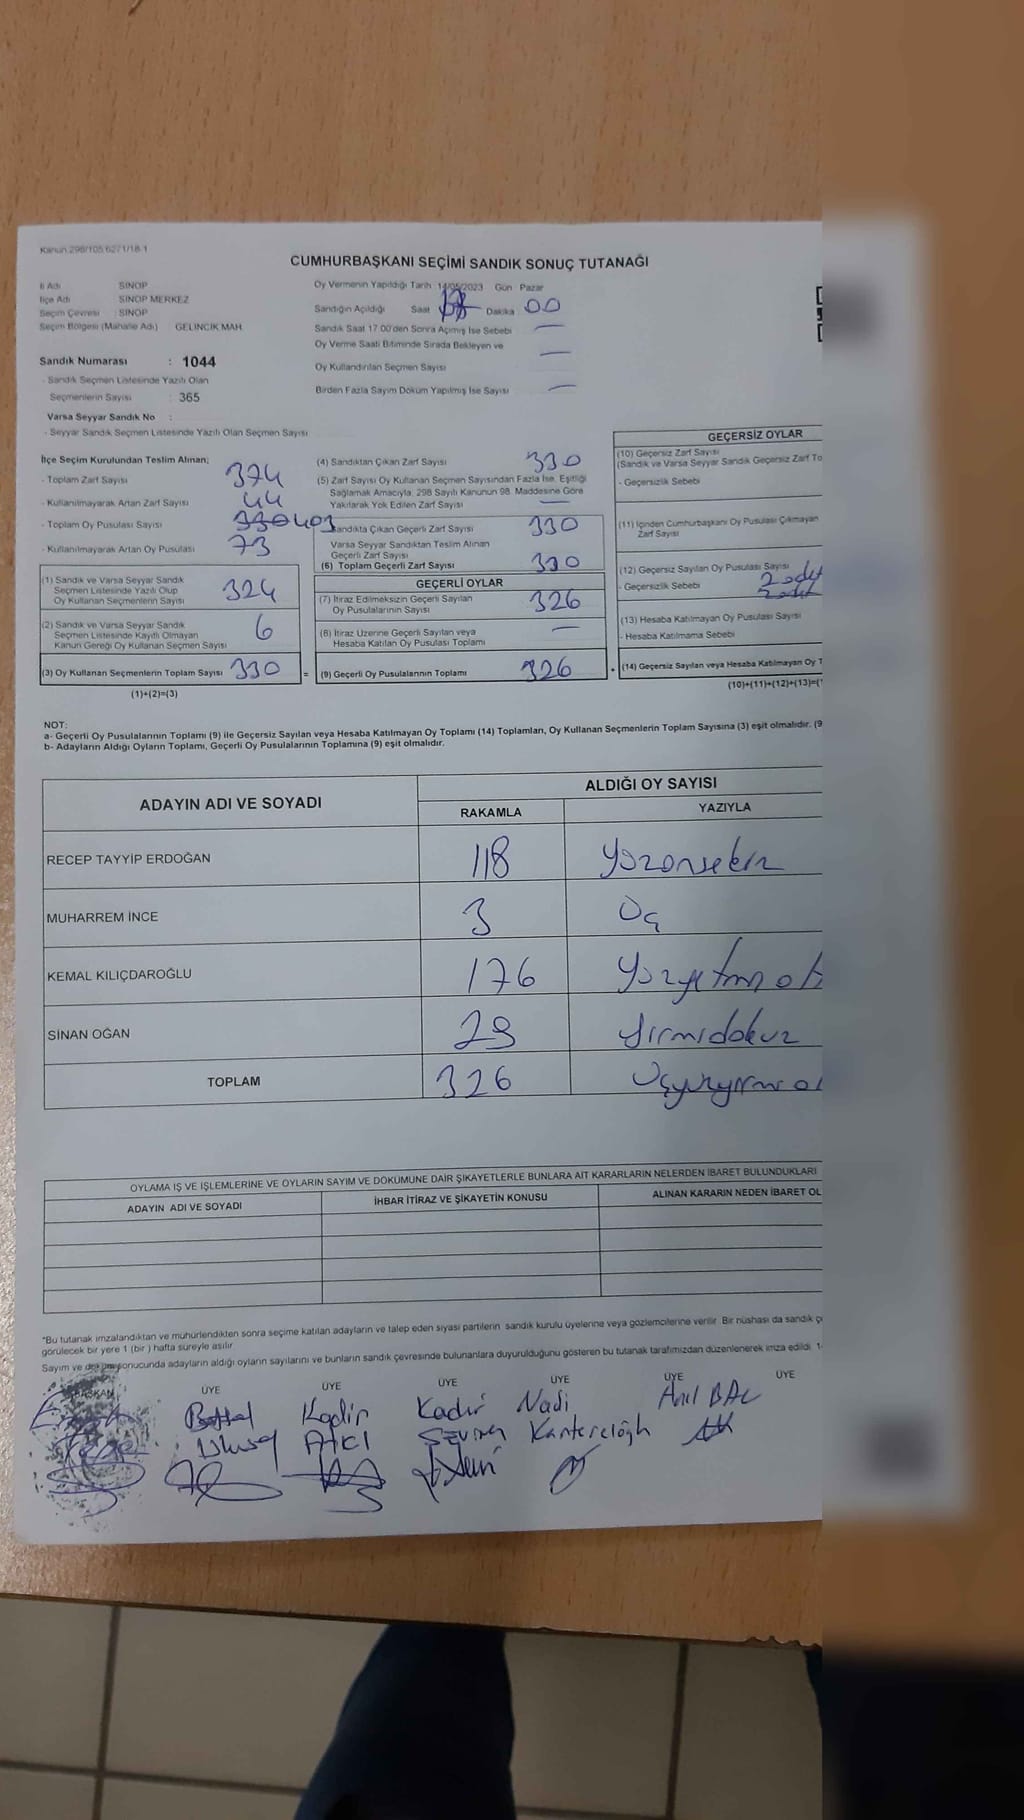 Kanun 298/105 6271/18-1
CUMHURBAŞKANI SEÇİMİ SANDIK SONUÇ TUTANAĞI
İl Adı SİNOP
İlçe Adı SİNOP MERKEZ
Seçim Çevresi : SİNOP
Seçim Bölgesi (Mahalle Adı) GELİNCİK MAH.
Sandık Numarası : 1044
- Sandık Seçmen Listesinde Yazılı Olan
Seçmenlerin Sayısı : 365
Varsa Seyyar Sandık No :
- Seyyar Sandık Seçmen Listesinde Yazılı Olan Seçmen Sayısı
Oy Vermenin Yapıldığı Tarih 14/05/2023 Gün Pazar
Sandığın Açıldığı Saat Dakika 00
Sandık Saat 17.00'den Sonra Açılmış İse Sebebi
Oy Verme Saati Bitiminde Sırada Bekleyen ve
Oy Kullandırılan Seçmen Sayısı
Birden Fazla Sayım Döküm Yapılmış İse Sayısı
İlçe Seçim Kurulundan Teslim Alınan;
- Toplam Zarf Sayısı 374
- Kullanılmayarak Artan Zarf Sayısı 44
- Toplam Oy Pusulası Sayısı 330 403
- Kullanılmayarak Artan Oy Pusulası 73
(1) Sandık ve Varsa Seyyar Sandık
Seçmen Listesinde Yazılı Olup
Oy Kullanan Seçmenlerin Sayısı 324
(2) Sandık ve Varsa Seyyar Sandık
Seçmen Listesinde Kayıtlı Olmayan
Kanun Gereği Oy Kullanan Seçmen Sayısı 6
(3) Oy Kullanan Seçmenlerin Toplam Sayısı 330
(1)+(2)=(3)
(4) Sandıktan Çıkan Zarf Sayısı 330
(5) Zarf Sayısı Oy Kullanan Seçmen Sayısından Fazla İse, Eşitliği
Sağlamak Amacıyla, 298 Sayılı Kanunun 98. Maddesine Göre
Yakılarak Yok Edilen Zarf Sayısı
Sandıkta Çıkan Geçerli Zarf Sayısı 330
Varsa Seyyar Sandıktan Teslim Alınan
Geçerli Zarf Sayısı
(6) Toplam Geçerli Zarf Sayısı 330
GEÇERLİ OYLAR
(7) İtiraz Edilmeksizin Geçerli Sayılan
Oy Pusulalarının Sayısı 326
(8) İtiraz Üzerine Geçerli Sayılan veya
Hesaba Katılan Oy Pusulası Toplamı
= (9) Geçerli Oy Pusulalarının Toplamı 326 +
GEÇERSİZ OYLAR
(10) Geçersiz Zarf Sayısı
(Sandık ve Varsa Seyyar Sandık Geçersiz Zarf To
- Geçersizlik Sebebi
(11) İçinden Cumhurbaşkanı Oy Pusulası Çıkmayan
Zarf Sayısı
(12) Geçersiz Sayılan Oy Pusulası Sayısı
- Geçersizlik Sebebi 2 adet
(13) Hesaba Katılmayan Oy Pusulası Sayısı
- Hesaba Katılmama Sebebi
(14) Geçersiz Sayılan veya Hesaba Katılmayan Oy T
(10)+(11)+(12)+(13)=(
NOT:
a- Geçerli Oy Pusulalarının Toplamı (9) ile Geçersiz Sayılan veya Hesaba Katılmayan Oy Toplamı (14) Toplamları, Oy Kullanan Seçmenlerin Toplam Sayısına (3) eşit olmalıdır. (9
b- Adayların Aldığı Oyların Toplamı, Geçerli Oy Pusulalarının Toplamına (9) eşit olmalıdır.
ADAYIN ADI VE SOYADI ALDIĞI OY SAYISI
RAKAMLA YAZIYLA
RECEP TAYYİP ERDOĞAN 118 Yüzonsekiz
MUHARREM İNCE 3 Üç
KEMAL KILIÇDAROĞLU 176 Yüzyetmişaltı
SİNAN OĞAN 29 Yirmidokuz
TOPLAM 326 Üçyüzyirmi al
OYLAMA İŞ VE İŞLEMLERİNE VE OYLARIN SAYIM VE DÖKÜMÜNE DAİR ŞİKAYETLERLE BUNLARA AİT KARARLARIN NELERDEN İBARET BULUNDUKLARI
ADAYIN ADI VE SOYADI İHBAR İTİRAZ VE ŞİKAYETİN KONUSU ALINAN KARARIN NEDEN İBARET OL
*Bu tutanak imzalandıktan ve mühürlendikten sonra seçime katılan adayların ve talep eden siyasi partilerin sandık kurulu üyelerine veya gözlemcilerine verilir. Bir nüshası da sandık ç
görülecek bir yere 1 (bir) hafta süreyle asılır.
Sayım ve döküm sonucunda adayların aldığı oyların sayılarını ve bunların sandık çevresinde bulunanlara duyurulduğunu gösteren bu tutanak tarafımızdan düzenlenerek imza edildi. 1
BAŞKAN ÜYE ÜYE ÜYE ÜYE ÜYE ÜYE
Kadir Kadir Nadi Anıl BAL
Ulusoy Atıcı Kantarcıoğlu